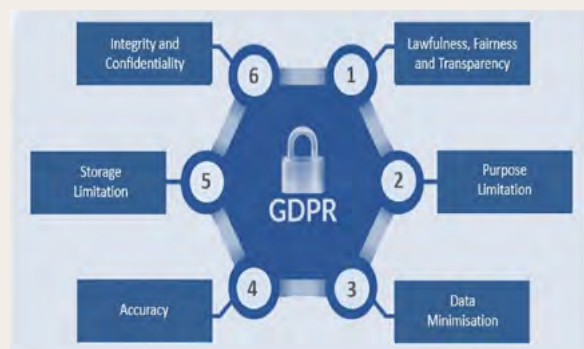 Integrity and
Confidentiality
6
1
Lawfulness, Fairness
and Transparency
Storage
Limitation
5
GDPR
2
Purpose
Limitation
Accuracy
4
3
Data
Minimisation